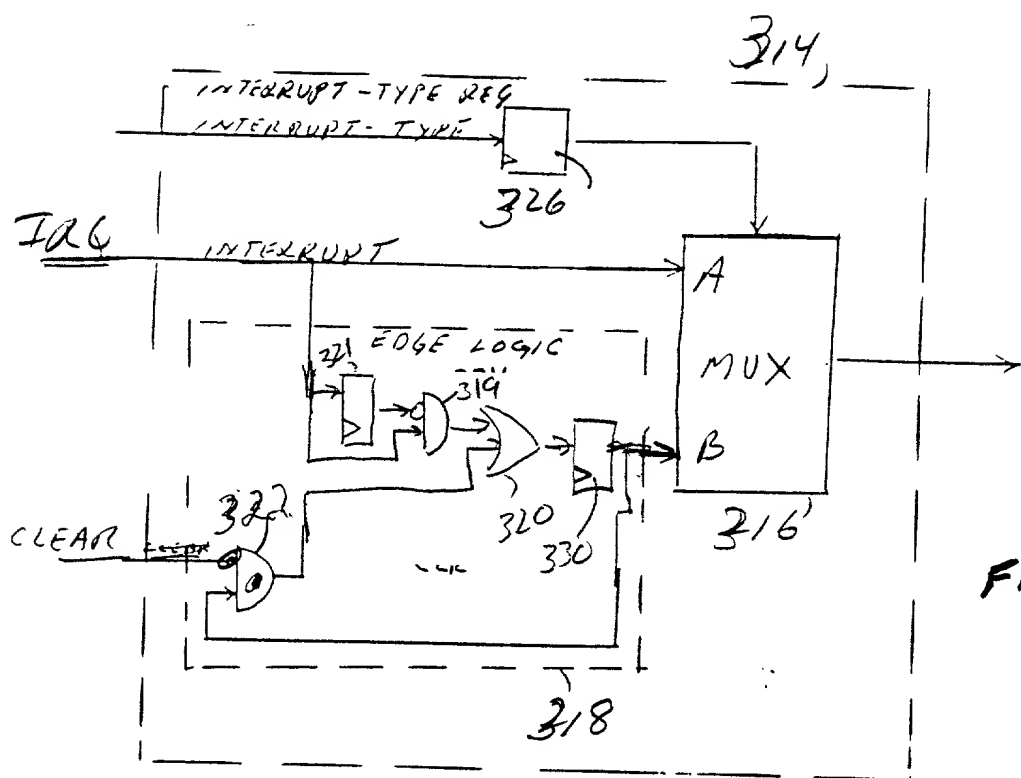 314
INTERRUPT-TYPE REG
INTERRUPT-TYPE
326
IRQ
INTERRUPT
A
EDGE LOGIC
321
319
MUX
B
320
330
316
CLEAR
322
318